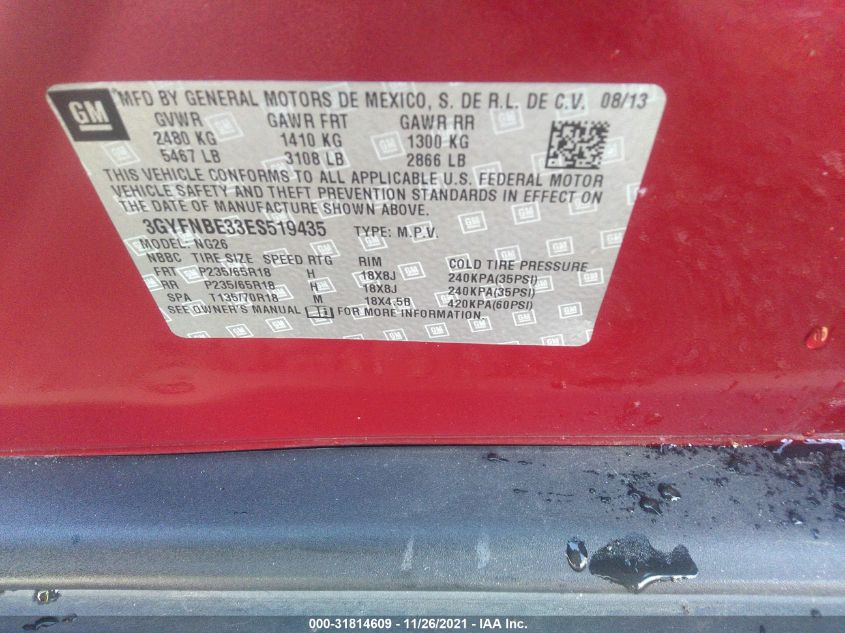 GM
MFD BY GENERAL MOTORS DE MEXICO, S. DE R.L. DE C.V. 08/13
GVWR GAWR FRT GAWR RR
2480 KG 1410 KG 1300 KG
5467 LB 3108 LB 2866 LB
THIS VEHICLE CONFORMS TO ALL APPLICABLE U.S. FEDERAL MOTOR
VEHICLE SAFETY AND THEFT PREVENTION STANDARDS IN EFFECT ON
THE DATE OF MANUFACTURE SHOWN ABOVE.
3GYFNBE33ES519435 TYPE: M.P.V.
MODEL: NG26
NBBC TIRE SIZE SPEED RTG RIM COLD TIRE PRESSURE
FRT P235/65R18 H 18X8J 240KPA(35PSI)
RR P235/65R18 H 18X8J 240KPA(35PSI)
SPA T135/70R18 M 18X4.5B 420KPA(60PSI)
SEE OWNER'S MANUAL FOR MORE INFORMATION.
000-31814609 — 11/26/2021 — IAA Inc.